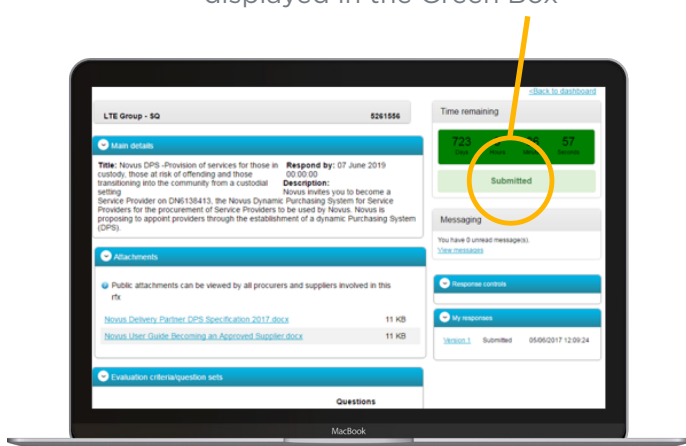 displayed in the Green Box
<Back to dashboard
LTE Group - SQ 5261556
Main details
Title: Novus DPS -Provision of services for those in
custody, those at risk of offending and those
transitioning into the community from a custodial
setting
Respond by: 07 June 2019
00:00:00
Description:
Novus invites you to become a
Service Provider on DN6138413, the Novus Dynamic Purchasing System for Service
Providers for the procurement of Service Providers to be used by Novus. Novus is
proposing to appoint providers through the establishment of a dynamic Purchasing System
(DPS).
Attachments
Public attachments can be viewed by all procurers and suppliers involved in this
rfx
Novus Delivery Partner DPS Specification 2017.docx 11 KB
Novus User Guide Becoming an Approved Supplier.docx 11 KB
Evaluation criteria/question sets
Questions
Time remaining
723 57
Days Hours Seconds
Submitted
Messaging
You have 0 unread message(s).
View messages
Response controls
My responses
Version 1 Submitted 05/06/2017 12:09:24
MacBook